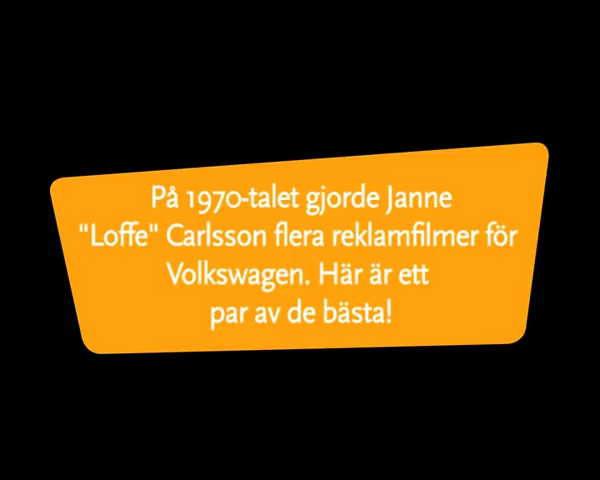 På 1970-talet gjorde Janne
"Loffe" Carlsson flera reklamfilmer för
Volkswagen. Här är ett
par av de bästa!